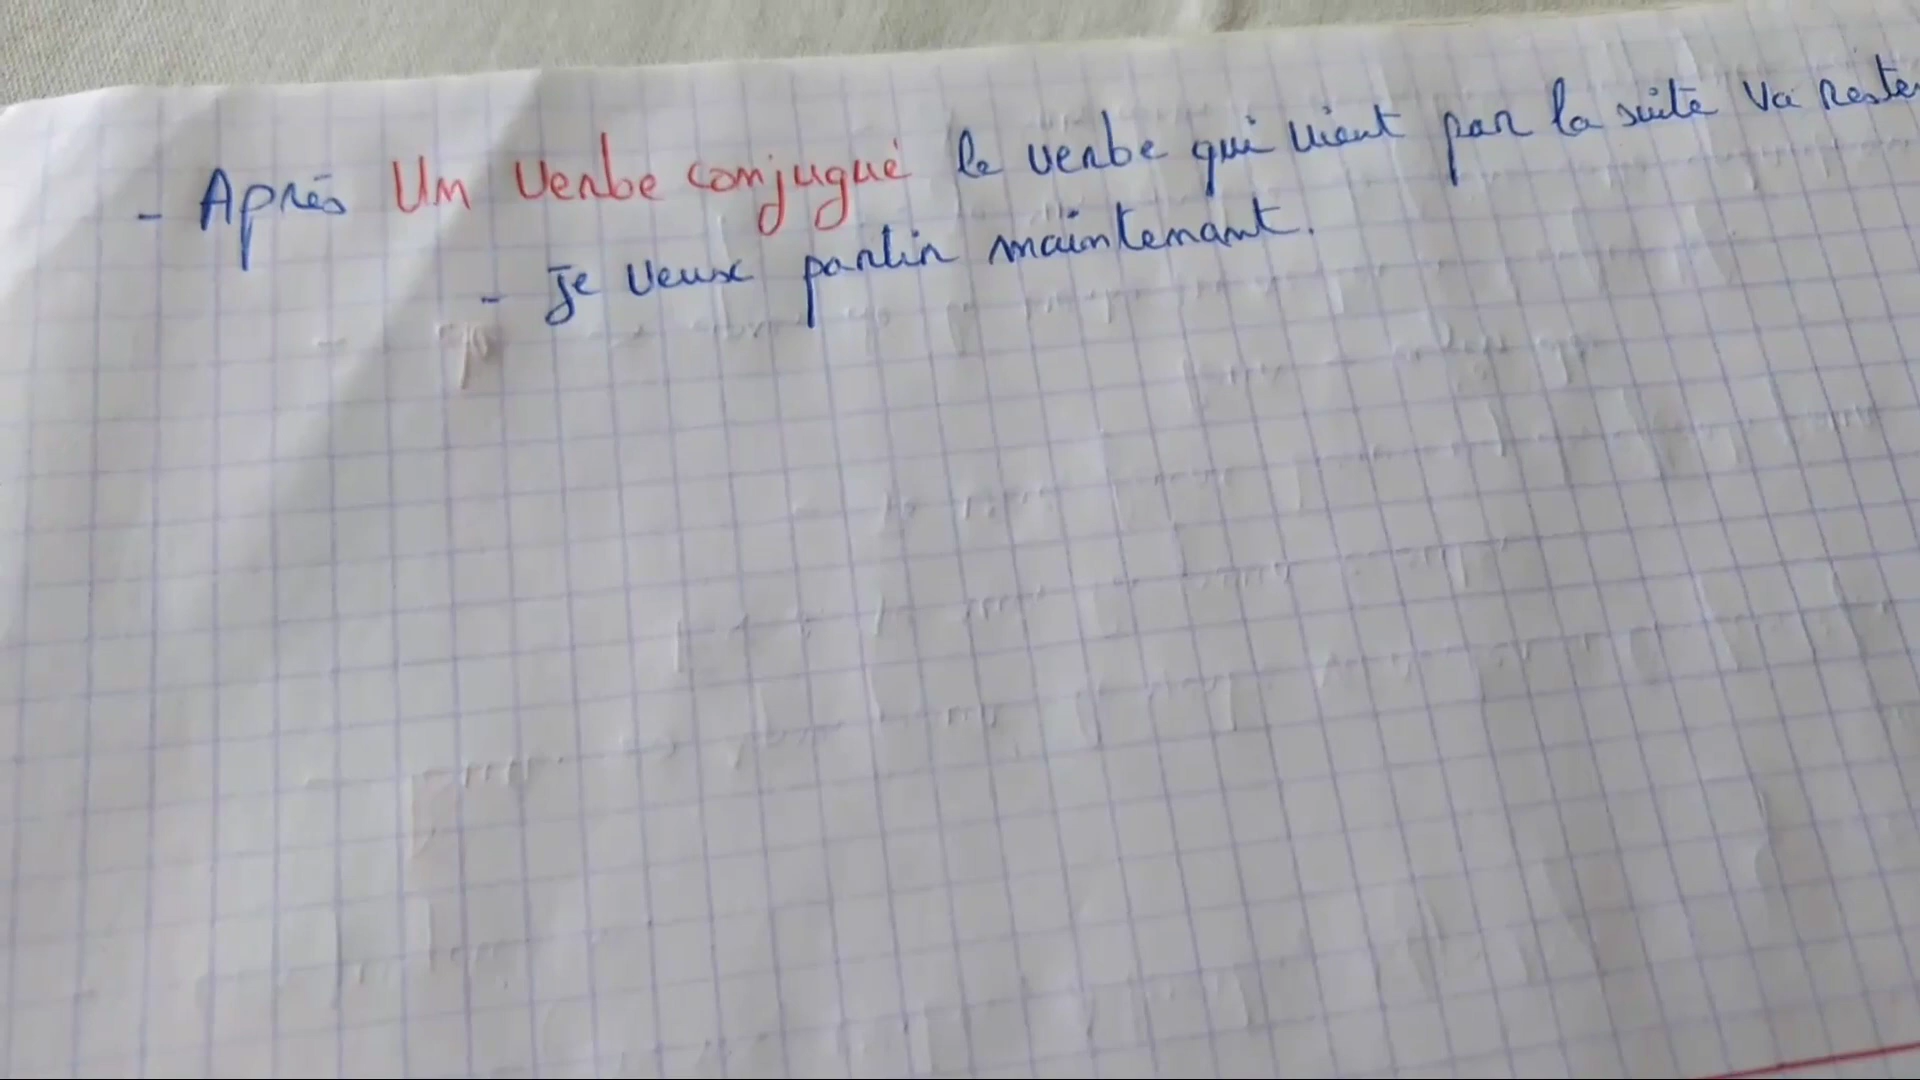 - Après Un Verbe conjugué le verbe qui vient par la suite va reste
- Je veux partir maintenant.